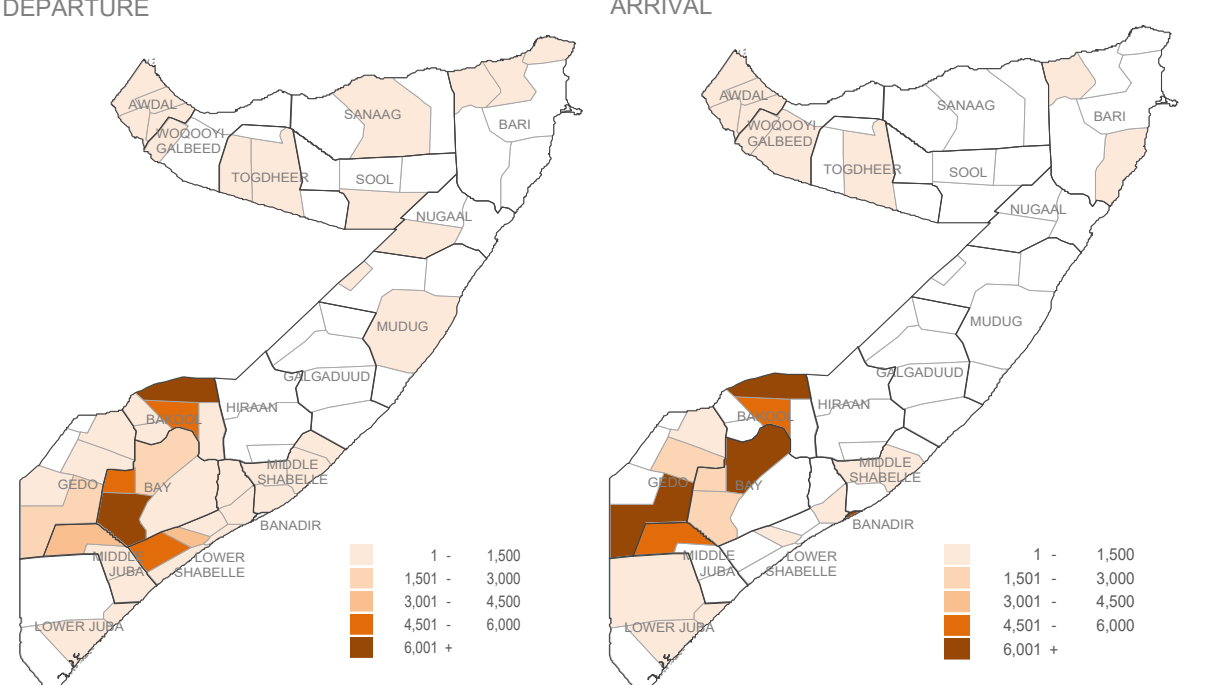 DEPARTURE
AWDAL
WOQOOYI
GALBEED
TOGDHEER
SANAAG
SOOL
BARI
NUGAAL
MUDUG
GALGADUUD
HIRAAN
BAKOOL
GEDO
BAY
MIDDLE
SHABELLE
BANADIR
LOWER
SHABELLE
MIDDLE
JUBA
LOWER JUBA
1 - 1,500
1,501 - 3,000
3,001 - 4,500
4,501 - 6,000
6,001 +
ARRIVAL
AWDAL
WOQOOYI
GALBEED
TOGDHEER
SANAAG
SOOL
BARI
NUGAAL
MUDUG
GALGADUUD
HIRAAN
BAKOOL
GEDO
BAY
MIDDLE
SHABELLE
BANADIR
LOWER
SHABELLE
MIDDLE
JUBA
LOWER JUBA
1 - 1,500
1,501 - 3,000
3,001 - 4,500
4,501 - 6,000
6,001 +